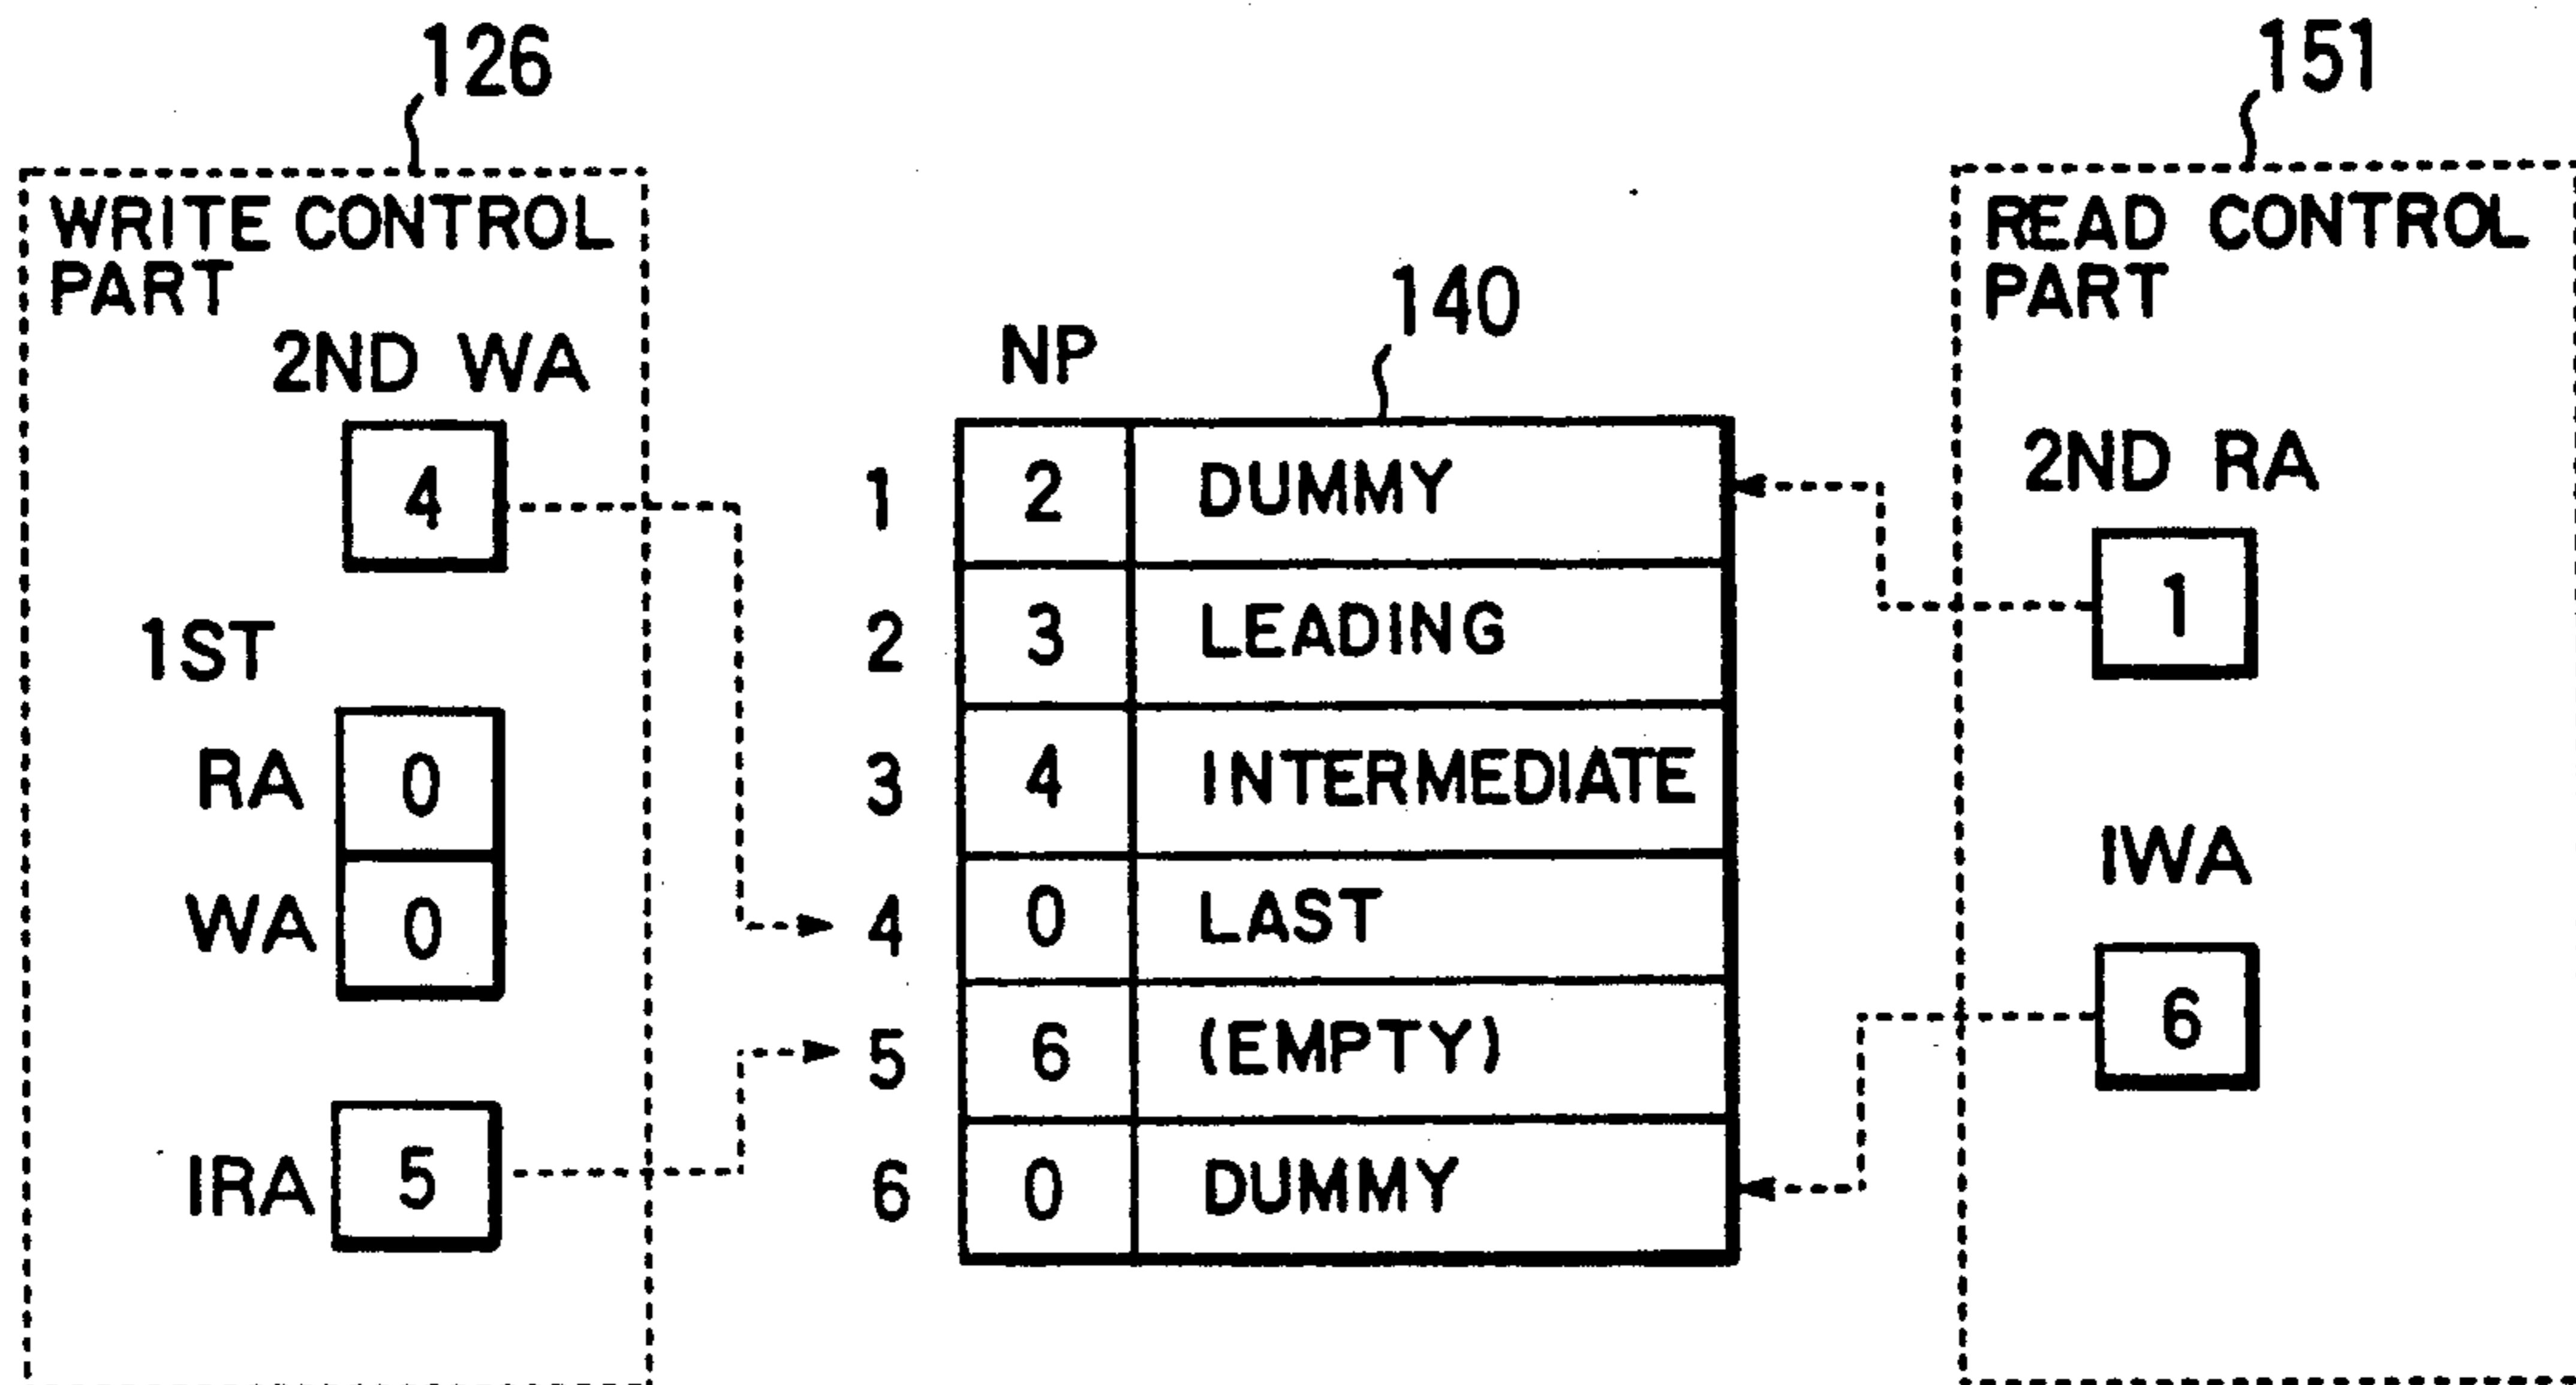 126
WRITE CONTROL
PART
2ND WA
4
1ST
RA 0
WA 0
IRA 5
140
NP
1 2 DUMMY
2 3 LEADING
3 4 INTERMEDIATE
4 0 LAST
5 6 (EMPTY)
6 0 DUMMY
151
READ CONTROL
PART
2ND RA
1
IWA
6